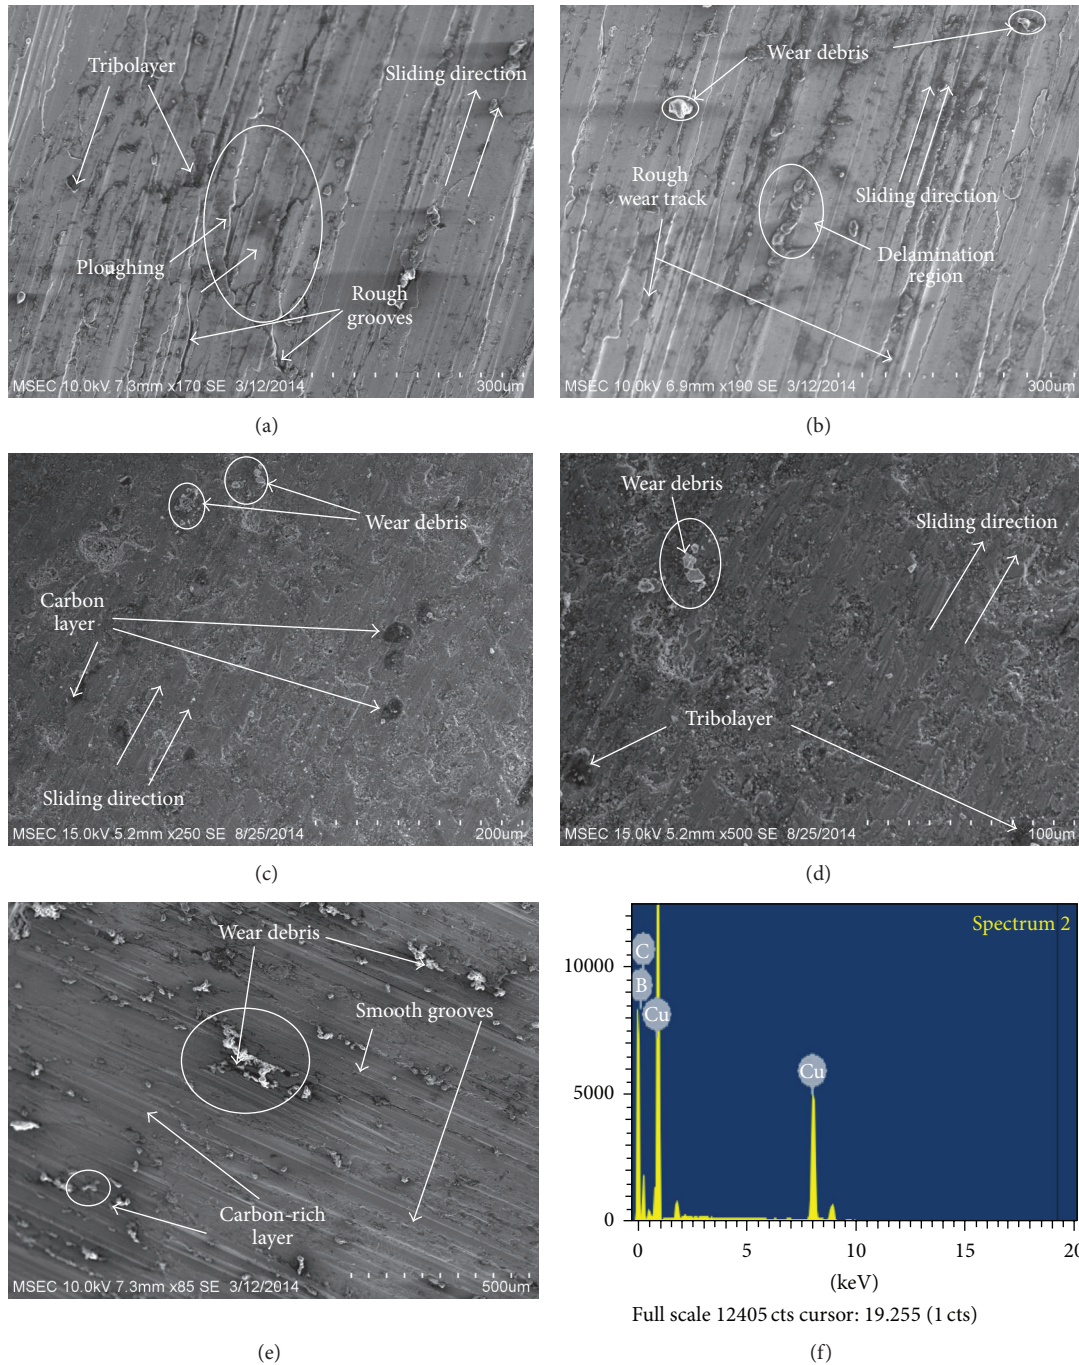 Tribolayer
Sliding direction
Ploughing
Rough
grooves
MSEC 10.0kV 7.3mm x170 SE 3/12/2014
300um
(a)
Wear debris
Rough
wear track
Sliding direction
Delamination
region
MSEC 10.0kV 6.9mm x190 SE 3/12/2014
300um
(b)
Wear debris
Carbon
layer
Sliding direction
MSEC 15.0kV 5.2mm x250 SE 8/25/2014
200um
(c)
Wear debris
Sliding direction
Tribolayer
MSEC 15.0kV 5.2mm x500 SE 8/25/2014
100um
(d)
Wear debris
Smooth grooves
Carbon-rich
layer
MSEC 10.0kV 7.3mm x85 SE 3/12/2014
500um
(e)
Spectrum 2
C
10000
B
Cu
Cu
5000
0
0 5 10 15 20
(keV)
Full scale 12405 cts cursor: 19.255 (1 cts)
(f)